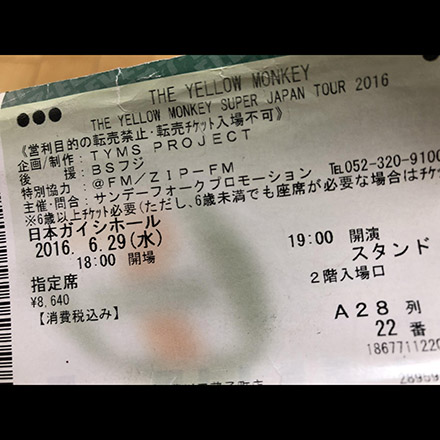 THE YELLOW MONKEY
THE YELLOW MONKEY SUPER JAPAN TOUR 2016
《営利目的の転売禁止・転売チケット入場不可》
企画/制作: TYMS PROJECT
後 援: BSフジ
特別協力: @FM/ZIP-FM
主催・問合: サンデーフォークプロモーション TEL052-320-9100
※6歳以上チケット必要(ただし、6歳未満でも座席が必要な場合はチケ
日本ガイシホール
2016. 6.29(水) 19:00 開演
18:00 開場 スタンド
指定席 2階入場口
¥8,640
【消費税込み】 A28 列
22 番
1867711220